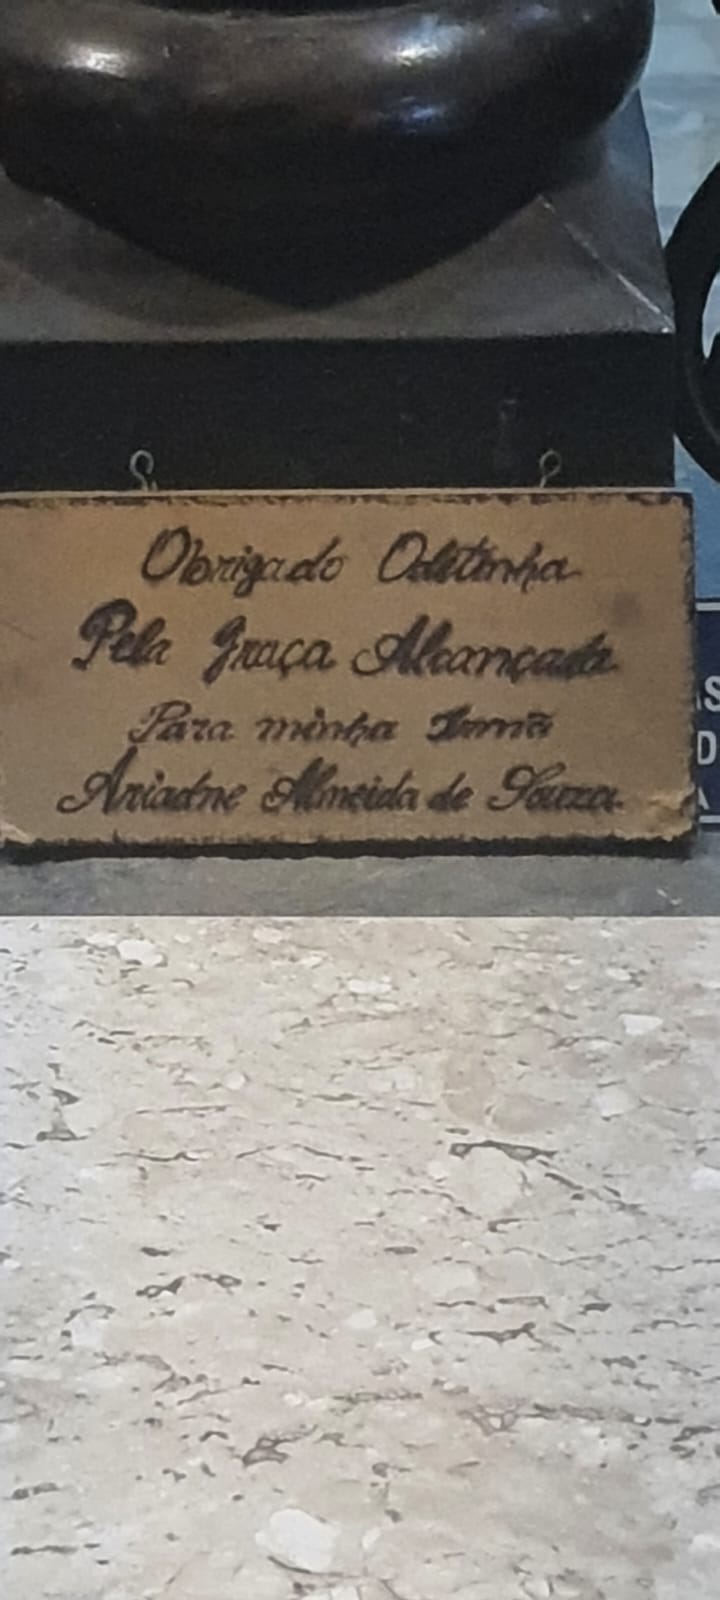 Obrigado Odetinha
Pela graça Alcançada
Para minha Irmã
Ariadne Almeida de Souza.